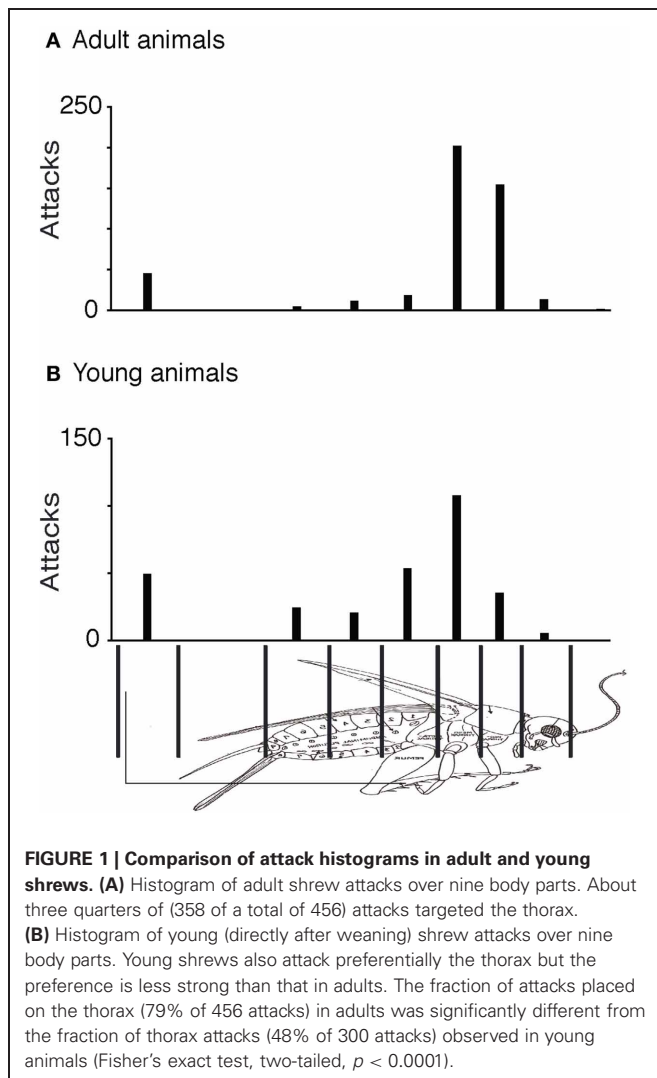 A Adult animals
250
Attacks
0
B Young animals
150
Attacks
0
FIGURE 1 | Comparison of attack histograms in adult and young
shrews. (A) Histogram of adult shrew attacks over nine body parts. About
three quarters of (358 of a total of 456) attacks targeted the thorax.
(B) Histogram of young (directly after weaning) shrew attacks over nine
body parts. Young shrews also attack preferentially the thorax but the
preference is less strong than that in adults. The fraction of attacks placed
on the thorax (79% of 456 attacks) in adults was significantly different from
the fraction of thorax attacks (48% of 300 attacks) observed in young
animals (Fisher's exact test, two-tailed, p < 0.0001).